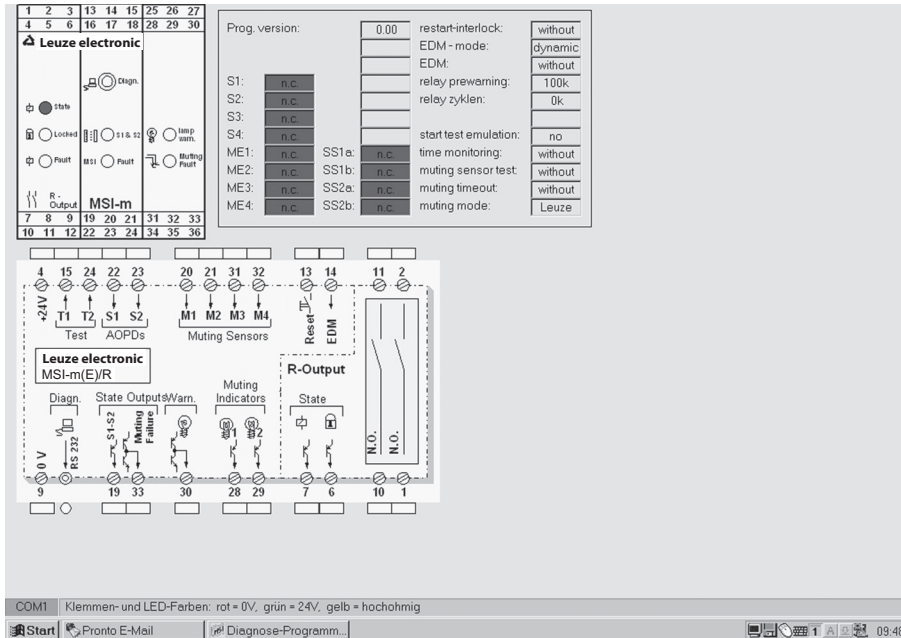 1 2 3 13 14 15 25 26 27
4 5 6 16 17 18 28 29 30
Leuze electronic
Diagn.
State
Locked S1 & S2 lamp warn.
Fault MSI Fault Muting Fault
R-Output MSI-m
7 8 9 19 20 21 31 32 33
10 11 12 22 23 24 34 35 36
Prog. version: 0.00 restart-interlock: without
EDM - mode: dynamic
EDM: without
S1: n.c. relay prewarning: 100k
S2: n.c. relay zyklen: 0k
S3: n.c.
S4: n.c. start test emulation: no
ME1: n.c. SS1a: n.c. time monitoring: without
ME2: n.c. SS1b: n.c. muting sensor test: without
ME3: n.c. SS2a: n.c. muting timeout: without
ME4: n.c. SS2b: n.c. muting mode: Leuze
4 15 24 22 23 20 21 31 32 13 14 11 2
+24V T1 T2 S1 S2 M1 M2 M3 M4 Reset EDM
Test AOPDs Muting Sensors
Leuze electronic
MSI-m(E)/R
R-Output
Diagn. State Outputs Warn. Muting Indicators State
0 V RS 232 S1-S2 Muting Failure 1 2 N.O. N.O.
9 19 33 30 28 29 7 6 10 1
COM1 Klemmen- und LED-Farben: rot = 0V, grün = 24V, gelb = hochohmig
Start Pronto E-Mail Diagnose-Programm... 1 A 09:48